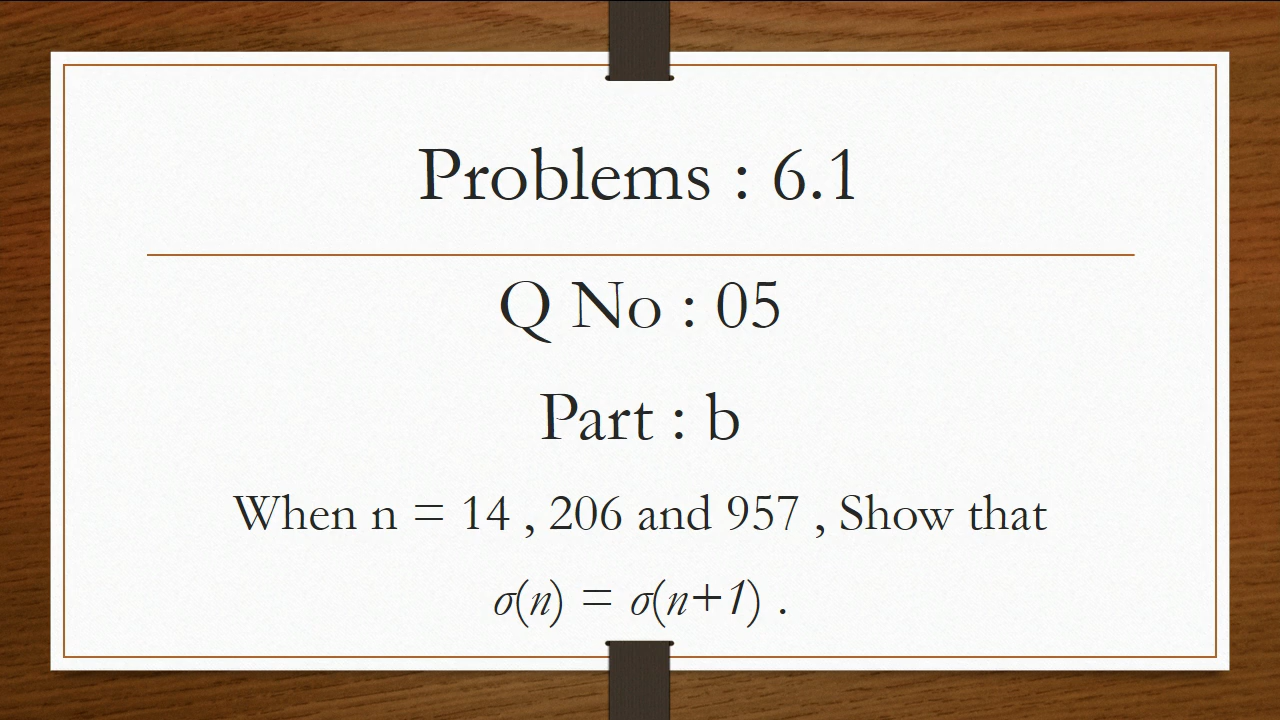 Problems : 6.1
Q No : 05
Part : b
When n = 14 , 206 and 957 , Show that
σ(n) = σ(n+1) .